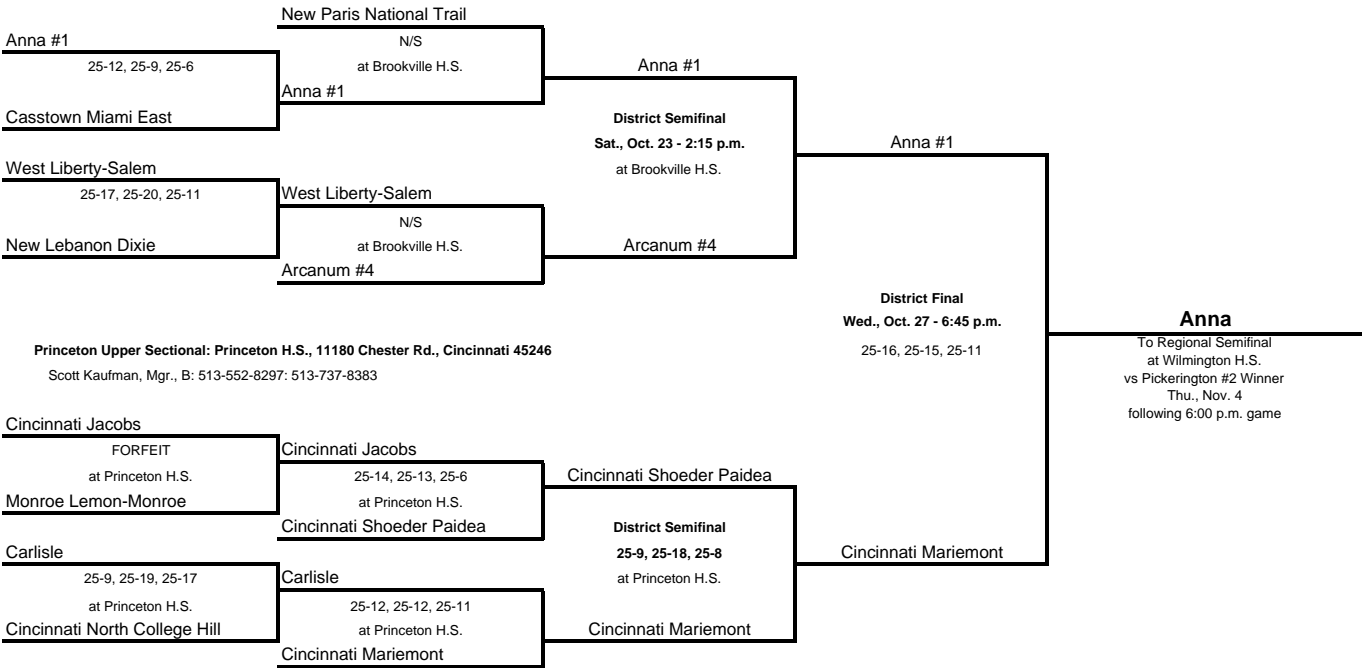 New Paris National Trail
Anna #1
N/S
25-12, 25-9, 25-6
at Brookville H.S.
Anna #1
Anna #1
Casstown Miami East
District Semifinal
Sat., Oct. 23 - 2:15 p.m.
Anna #1
West Liberty-Salem
at Brookville H.S.
25-17, 25-20, 25-11
West Liberty-Salem
N/S
New Lebanon Dixie
at Brookville H.S.
Arcanum #4
Arcanum #4
District Final
Wed., Oct. 27 - 6:45 p.m.
Anna
Princeton Upper Sectional: Princeton H.S., 11180 Chester Rd., Cincinnati 45246
25-16, 25-15, 25-11
To Regional Semifinal
at Wilmington H.S.
Scott Kaufman, Mgr., B: 513-552-8297: 513-737-8383
vs Pickerington #2 Winner
Thu., Nov. 4
following 6:00 p.m. game
Cincinnati Jacobs
FORFEIT
Cincinnati Jacobs
at Princeton H.S.
25-14, 25-13, 25-6
Cincinnati Shoeder Paidea
Monroe Lemon-Monroe
at Princeton H.S.
Cincinnati Shoeder Paidea
District Semifinal
Carlisle
25-9, 25-18, 25-8
Cincinnati Mariemont
25-9, 25-19, 25-17
Carlisle
at Princeton H.S.
at Princeton H.S.
25-12, 25-12, 25-11
Cincinnati North College Hill
at Princeton H.S.
Cincinnati Mariemont
Cincinnati Mariemont